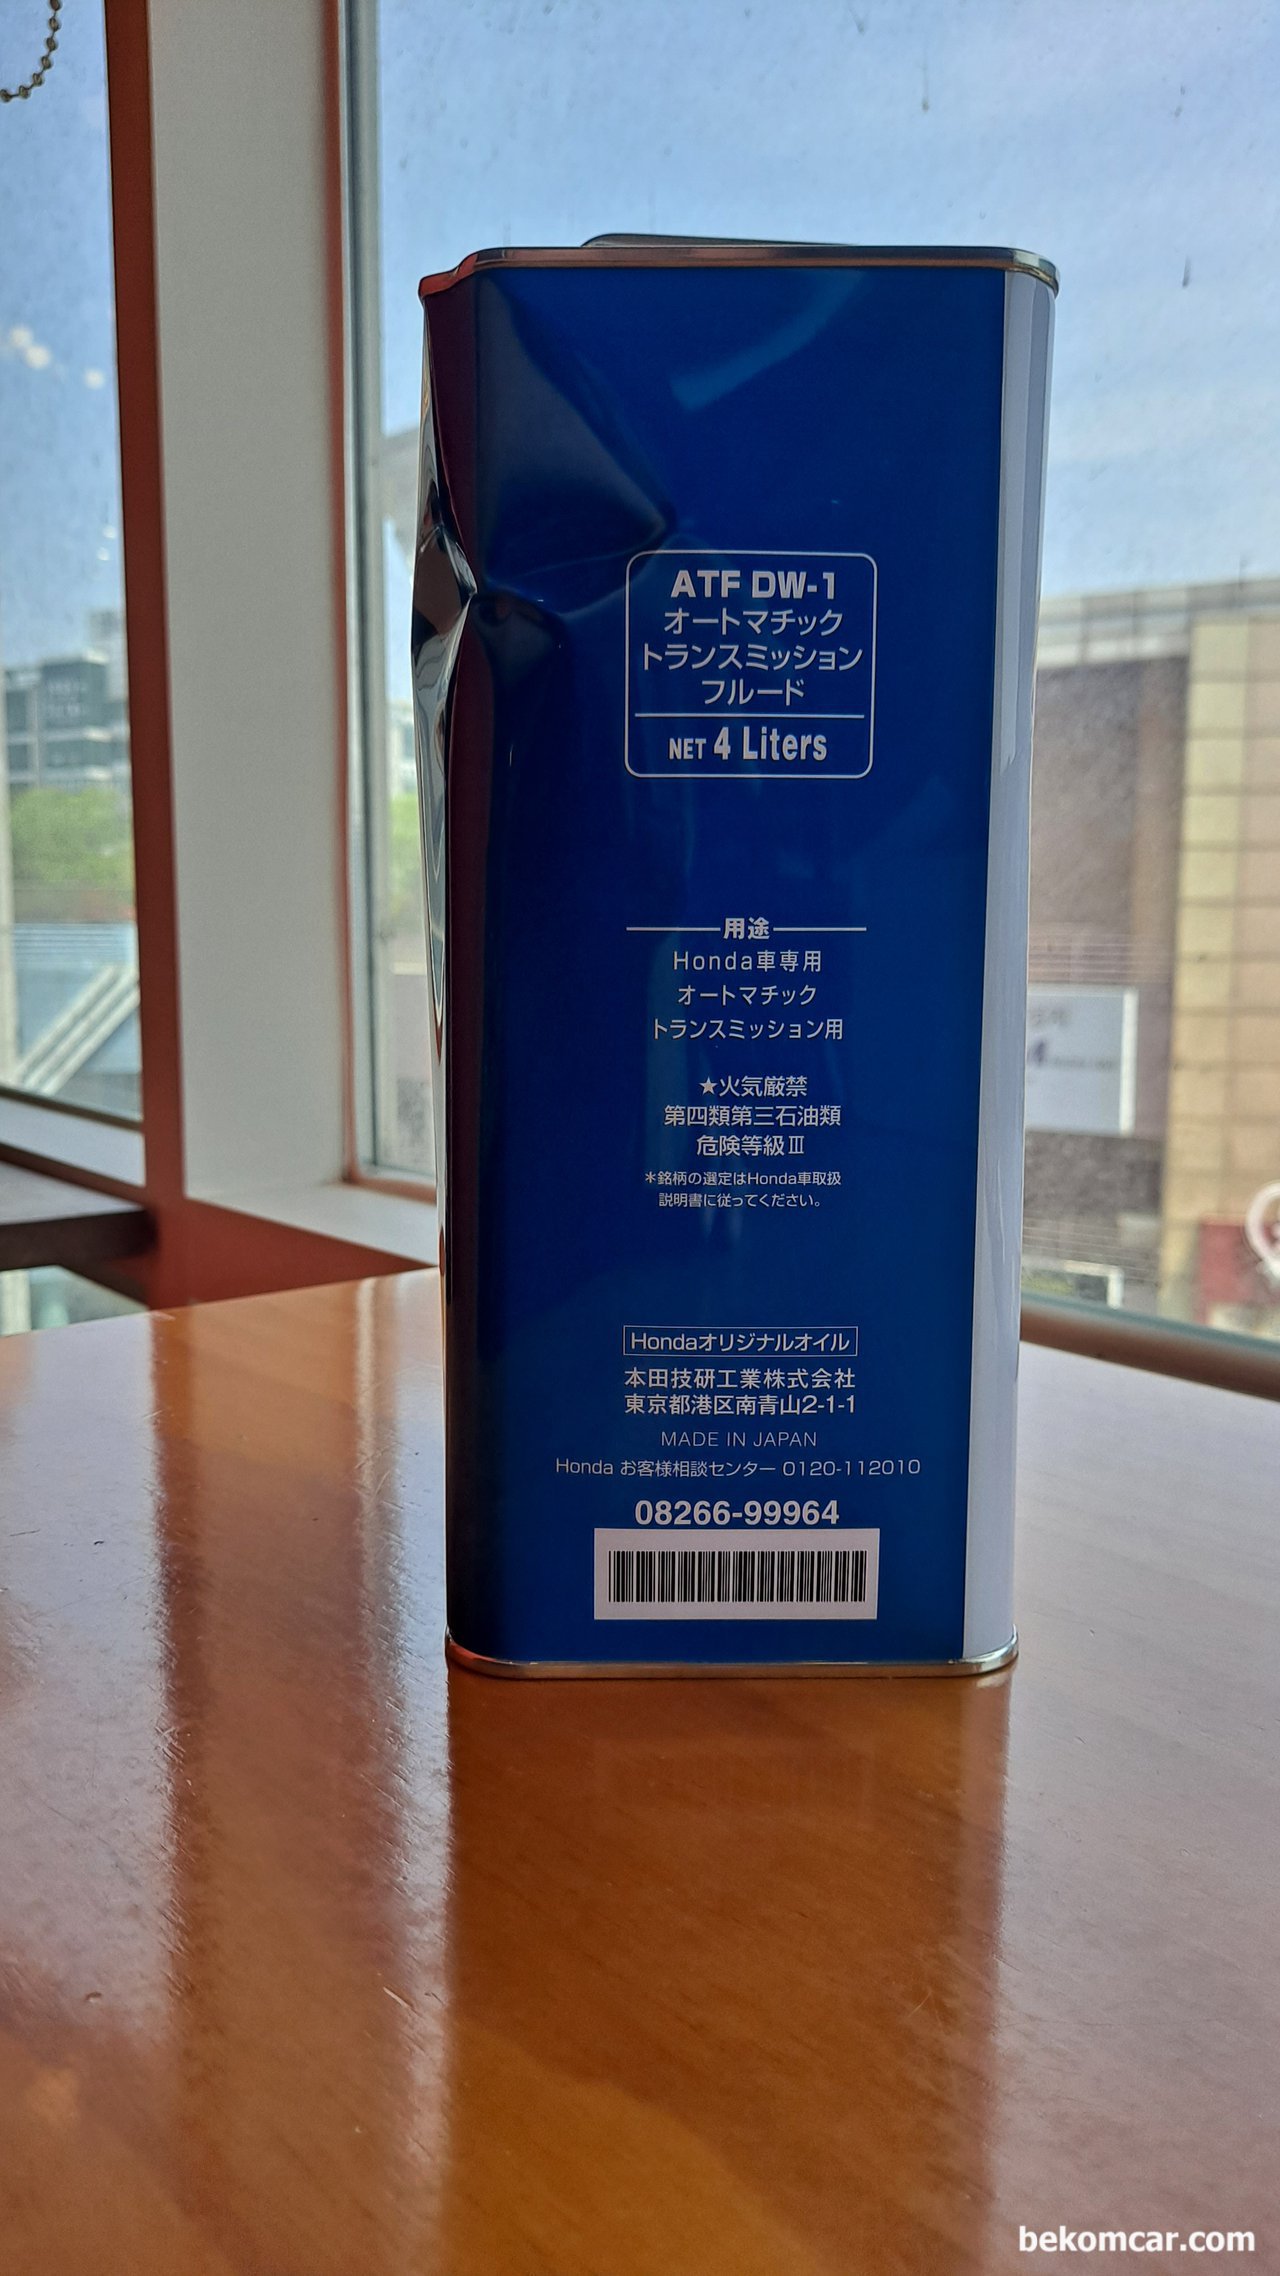 ATF DW-1
オートマチック
トランスミッション
フルード
NET 4 Liters
用途
Honda車専用
オートマチック
トランスミッション用
★火気厳禁
第四類第三石油類
危険等級Ⅲ
＊銘柄の選定はHonda車取扱
説明書に従ってください。
Hondaオリジナルオイル
本田技研工業株式会社
東京都港区南青山2-1-1
MADE IN JAPAN
Honda お客様相談センター 0120-112010
08266-99964
bekomcar.com